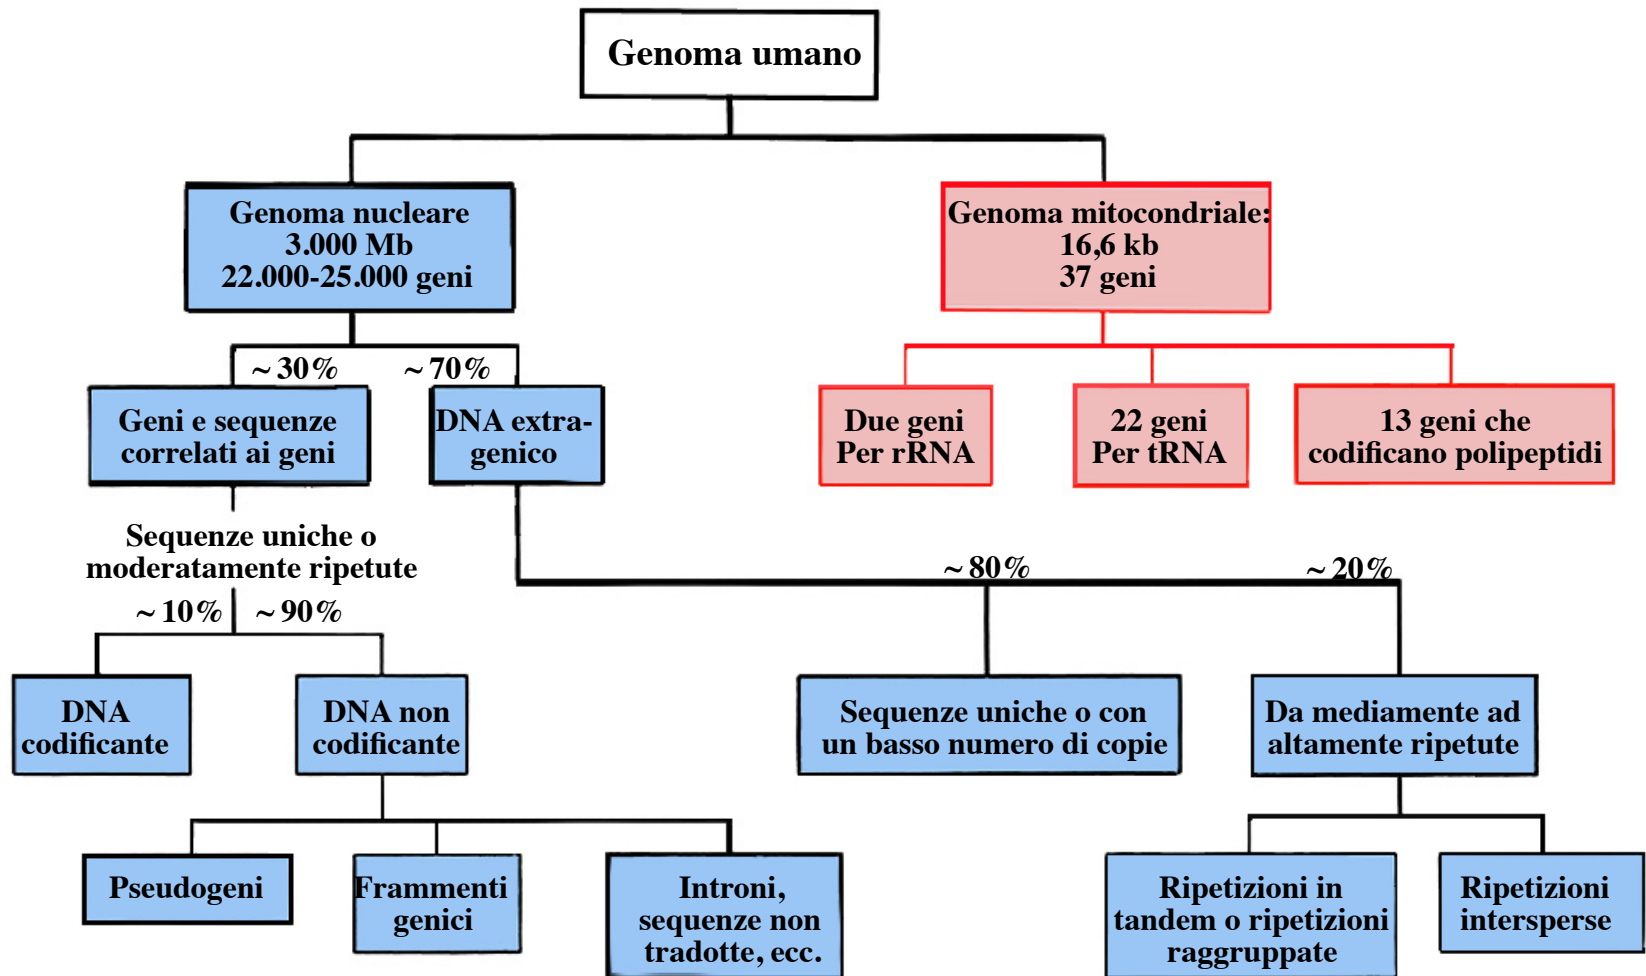 Genoma umano
Genoma nucleare
3.000 Mb
22.000-25.000 geni
Genoma mitocondriale:
16,6 kb
37 geni
~30%
~70%
Geni e sequenze
correlati ai geni
DNA extra-
genico
Due geni
Per rRNA
22 geni
Per tRNA
13 geni che
codificano polipeptidi
Sequenze uniche o
moderatamente ripetute
~10%
~90%
~80%
~20%
DNA
codificante
DNA non
codificante
Sequenze uniche o con
un basso numero di copie
Da mediamente ad
altamente ripetute
Pseudogeni
Frammenti
genici
Introni,
sequenze non
tradotte, ecc.
Ripetizioni in
tandem o ripetizioni
raggruppate
Ripetizioni
intersperse